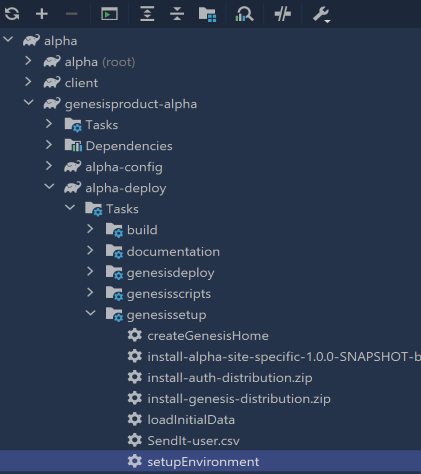 alpha
alpha (root)
client
genesisproduct-alpha
Tasks
Dependencies
alpha-config
alpha-deploy
Tasks
build
documentation
genesisdeploy
genesisscripts
genesissetup
createGenesisHome
install-alpha-site-specific-1.0.0-SNAPSHOT-b
install-auth-distribution.zip
install-genesis-distribution.zip
loadInitialData
SendIt-user.csv
setupEnvironment